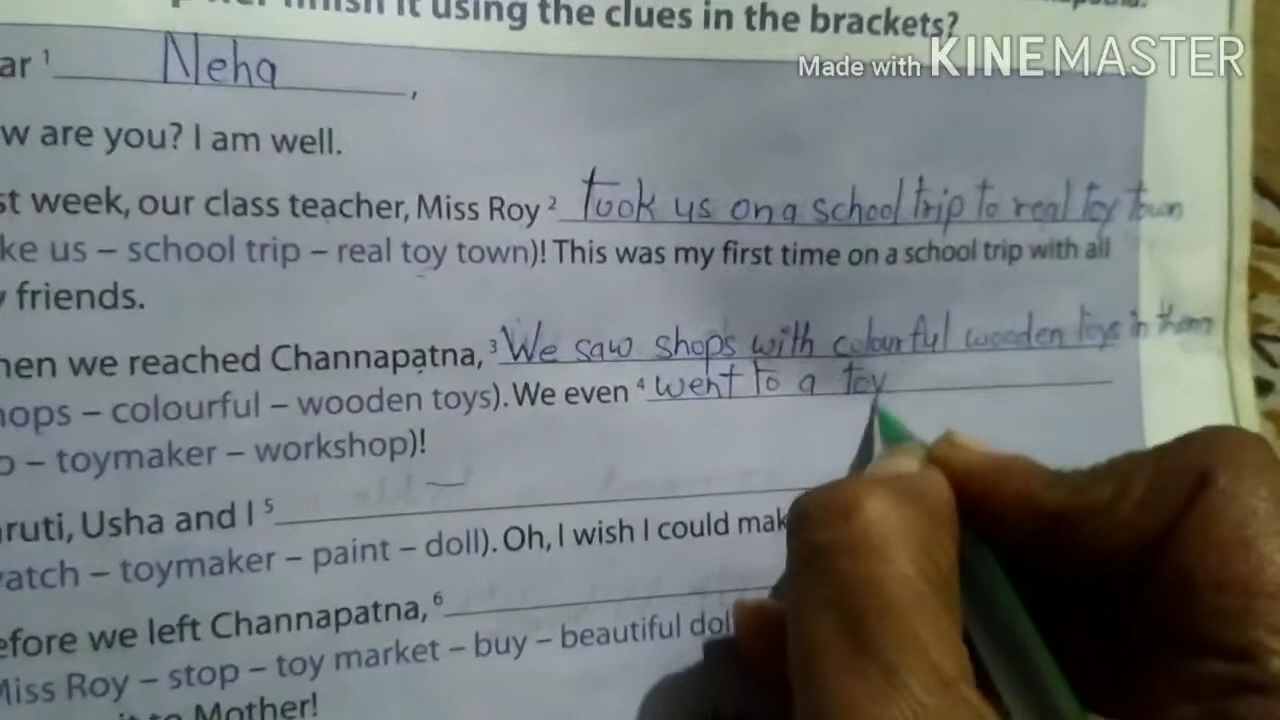 finish it using the clues in the brackets?
Made with KINEMASTER
ar 1 Neha ,
w are you? I am well.
st week, our class teacher, Miss Roy 2 took us on a school trip to real toy town
ke us – school trip – real toy town)! This was my first time on a school trip with all
friends.
hen we reached Channapatna, 3 We saw shops with colourful wooden toys in them
hops – colourful – wooden toys). We even 4 went to a toy
o – toymaker – workshop)!
ruti, Usha and I 5
atch – toymaker – paint – doll). Oh, I wish I could mak
efore we left Channapatna, 6
Miss Roy – stop – toy market – buy – beautiful dol
Mother!